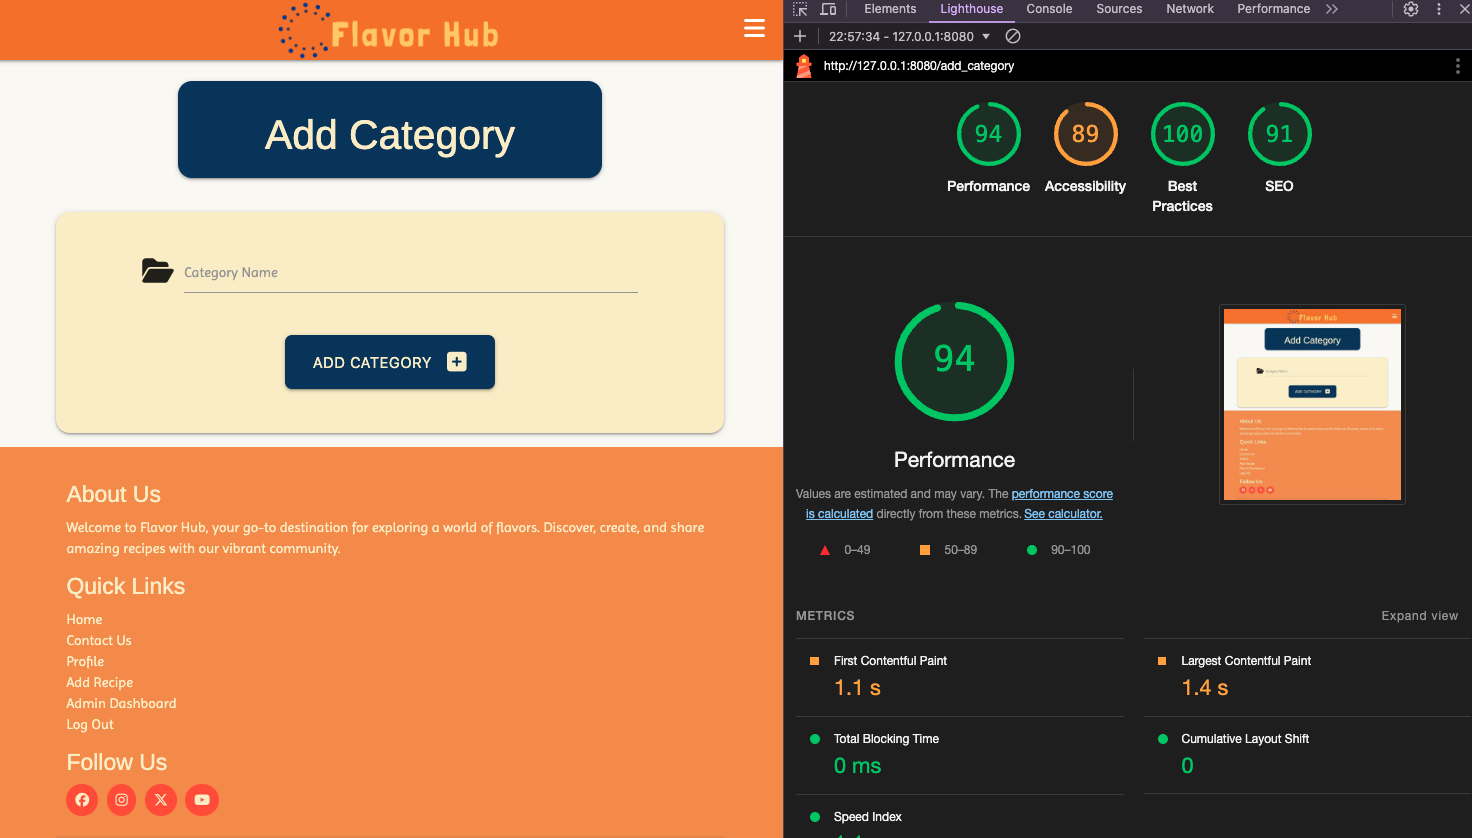 Flavor Hub
Add Category
Category Name
ADD CATEGORY
About Us
Welcome to Flavor Hub, your go-to destination for exploring a world of flavors. Discover, create, and share
amazing recipes with our vibrant community.
Quick Links
Home
Contact Us
Profile
Add Recipe
Admin Dashboard
Log Out
Follow Us
Elements Lighthouse Console Sources Network Performance
22:57:34 - 127.0.0.1:8080
http://127.0.0.1:8080/add_category
94 89 100 91
Performance Accessibility Best SEO
Practices
94
Performance
Values are estimated and may vary. The performance score
is calculated directly from these metrics. See calculator.
0–49 50–89 90–100
Flavor Hub
Add Category
Category Name
ADD CATEGORY
About Us
Quick Links
Follow Us
METRICS Expand view
First Contentful Paint
1.1 s
Largest Contentful Paint
1.4 s
Total Blocking Time
0 ms
Cumulative Layout Shift
0
Speed Index